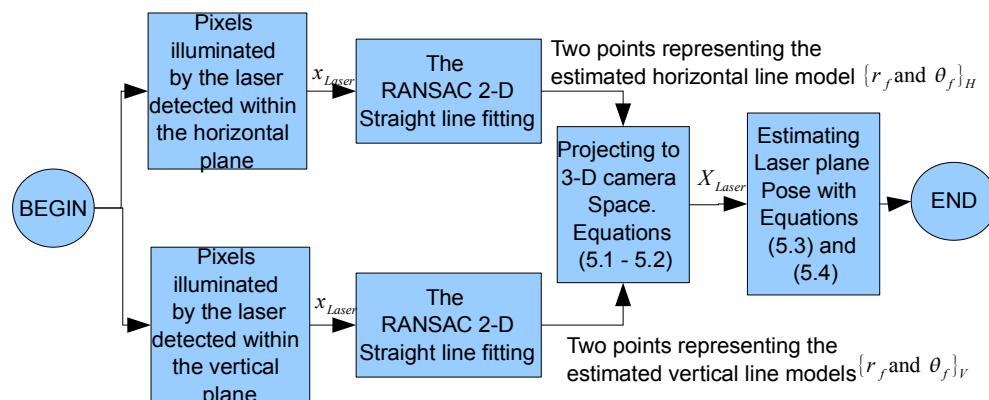 BEGIN
Pixels
illuminated
by the laser
detected within
the horizontal
plane
x_Laser
The
RANSAC 2-D
Straight line fitting
Two points representing the
estimated horizontal line model {r_f and θ_f}_H
Pixels
illuminated
by the laser
detected within
the vertical
plane
x_Laser
The
RANSAC 2-D
Straight line fitting
Two points representing the
estimated vertical line models {r_f and θ_f}_V
Projecting to
3-D camera
Space.
Equations
(5.1 - 5.2)
X_Laser
Estimating
Laser plane
Pose with
Equations
(5.3) and
(5.4)
END